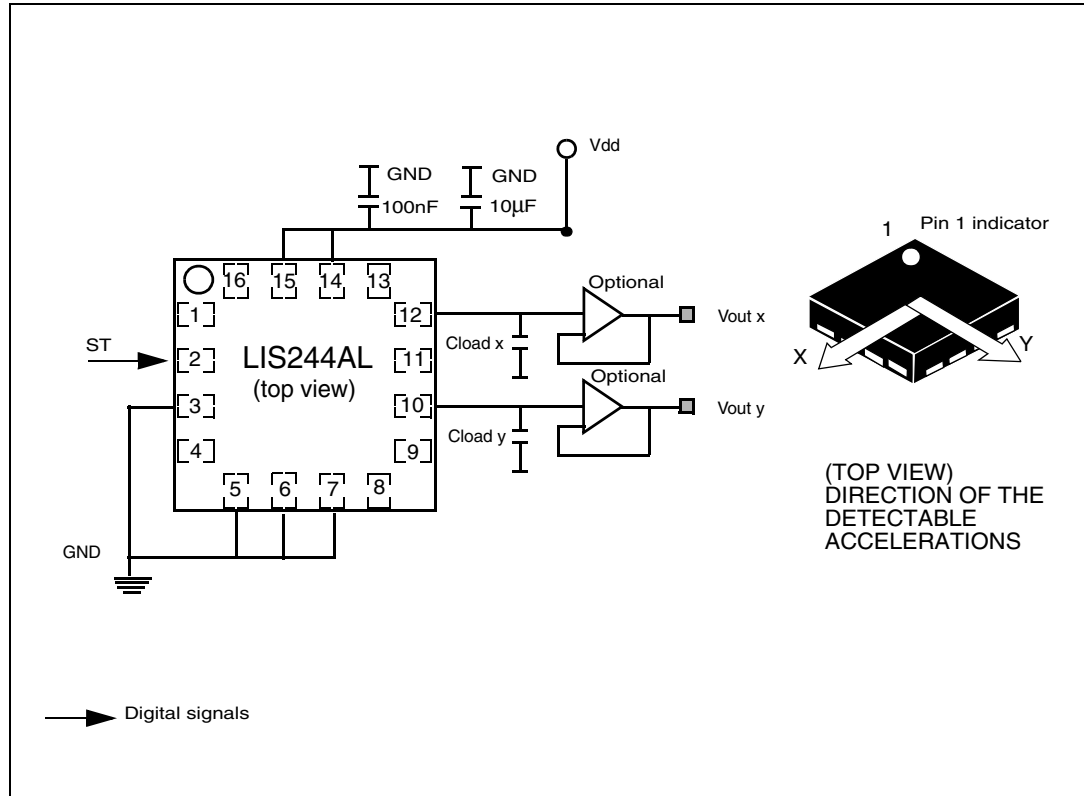 Vdd
GND
GND
100nF
10µF
1
Pin 1 indicator
16
15
14
13
Optional
1
12
Vout x
ST
Cload x
X
Y
2
LIS244AL
11
(top view)
Optional
3
10
Vout y
Cload y
4
9
5
6
7
8
(TOP VIEW)
DIRECTION OF THE
DETECTABLE
ACCELERATIONS
GND
Digital signals